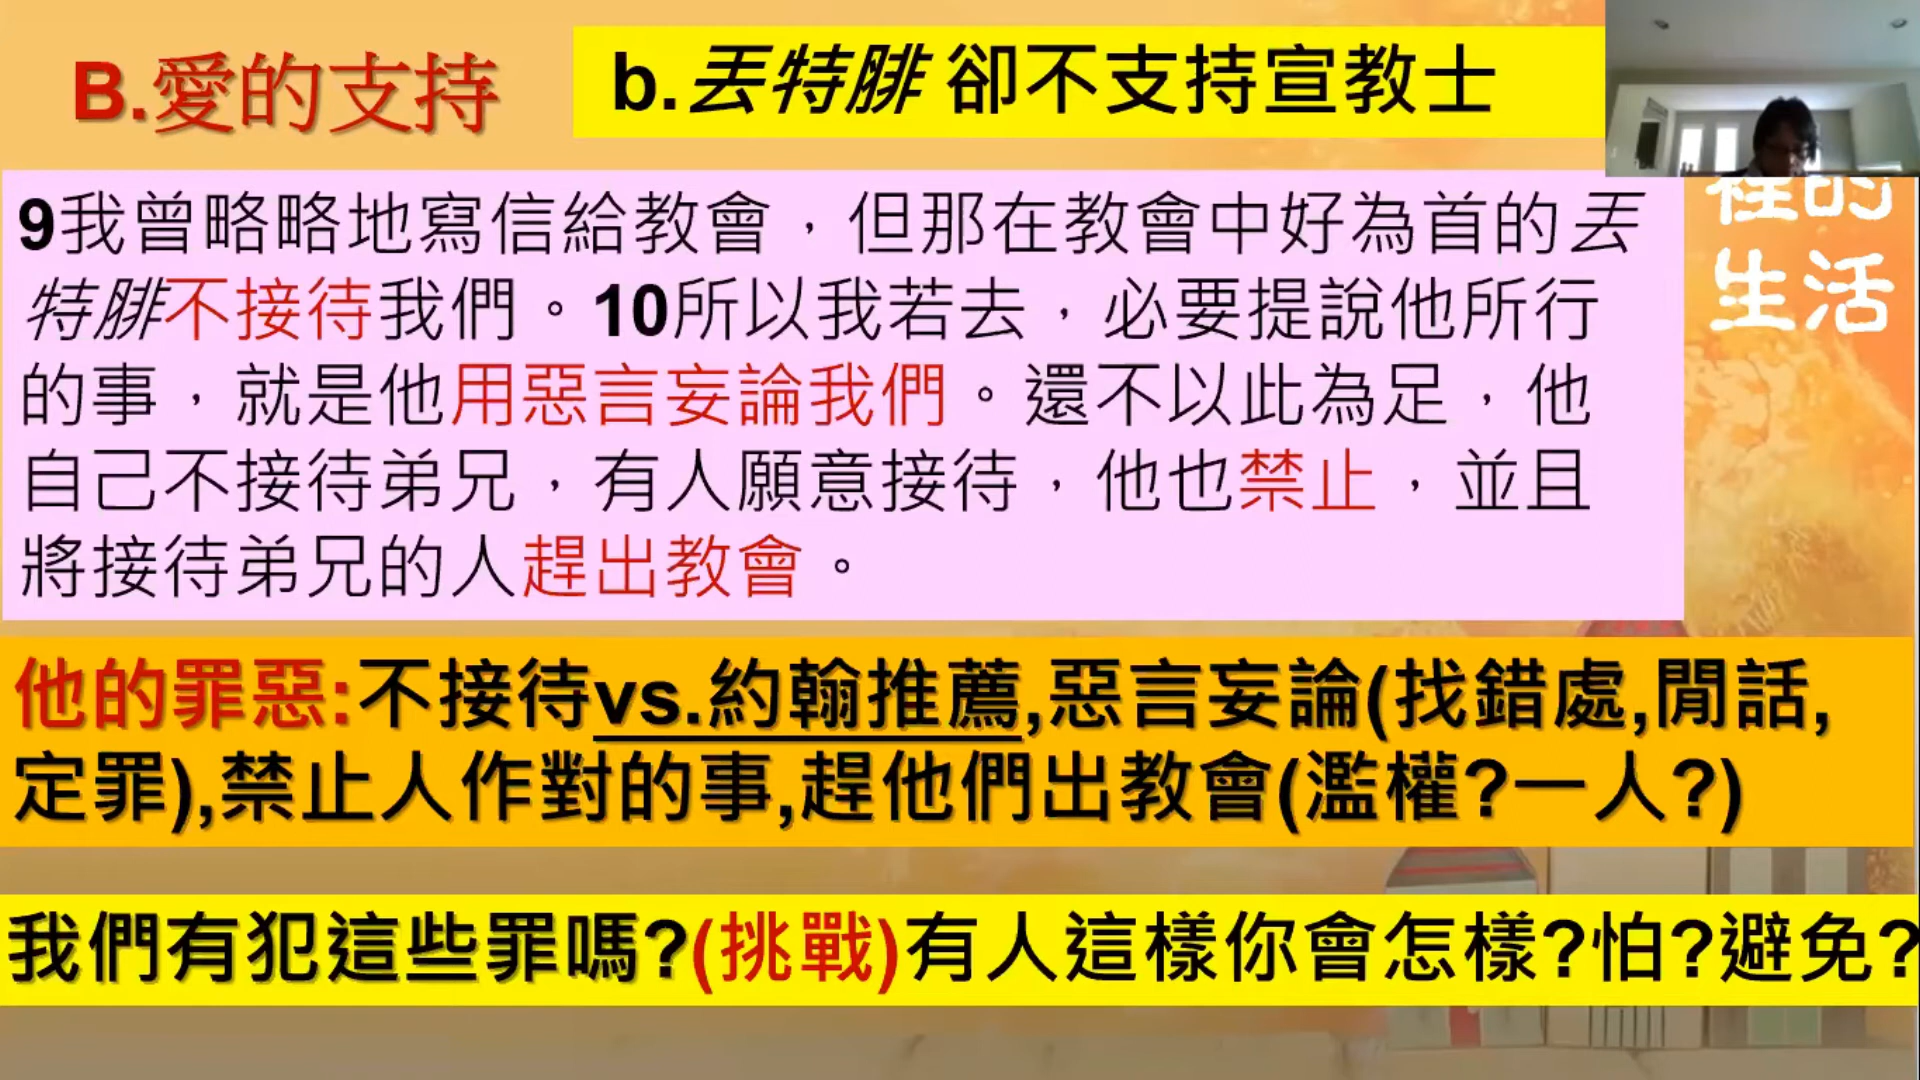 B.愛的支持
b.丟特腓 卻不支持宣教士
裡的
生活
9我曾略略地寫信給教會，但那在教會中好為首的丟
特腓不接待我們。10所以我若去，必要提說他所行
的事，就是他用惡言妄論我們。還不以此為足，他
自己不接待弟兄，有人願意接待，他也禁止，並且
將接待弟兄的人趕出教會。
他的罪惡:不接待vs.約翰推薦,惡言妄論(找錯處,閒話,
定罪),禁止人作對的事,趕他們出教會(濫權?一人?)
我們有犯這些罪嗎?(挑戰)有人這樣你會怎樣?怕?避免?